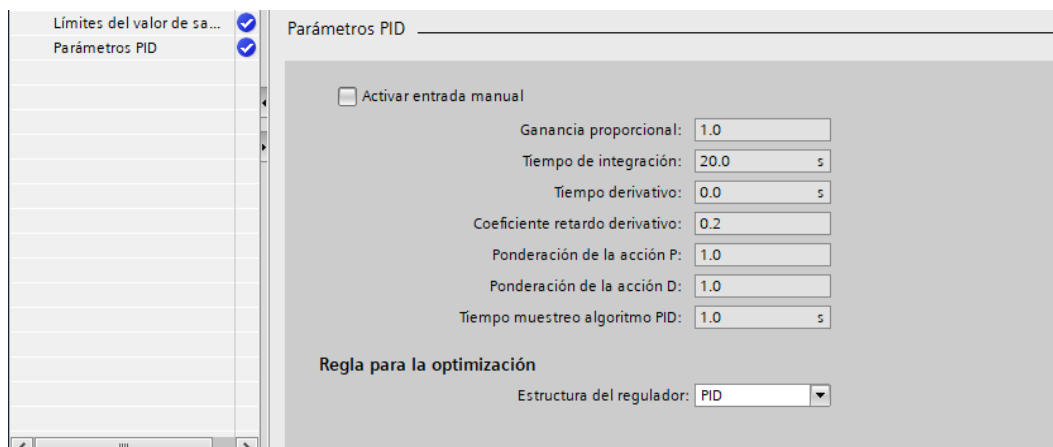 Límites del valor de sa...
Parámetros PID
Parámetros PID
Activar entrada manual
Ganancia proporcional: 1.0
Tiempo de integración: 20.0 s
Tiempo derivativo: 0.0 s
Coeficiente retardo derivativo: 0.2
Ponderación de la acción P: 1.0
Ponderación de la acción D: 1.0
Tiempo muestreo algoritmo PID: 1.0 s
Regla para la optimización
Estructura del regulador: PID